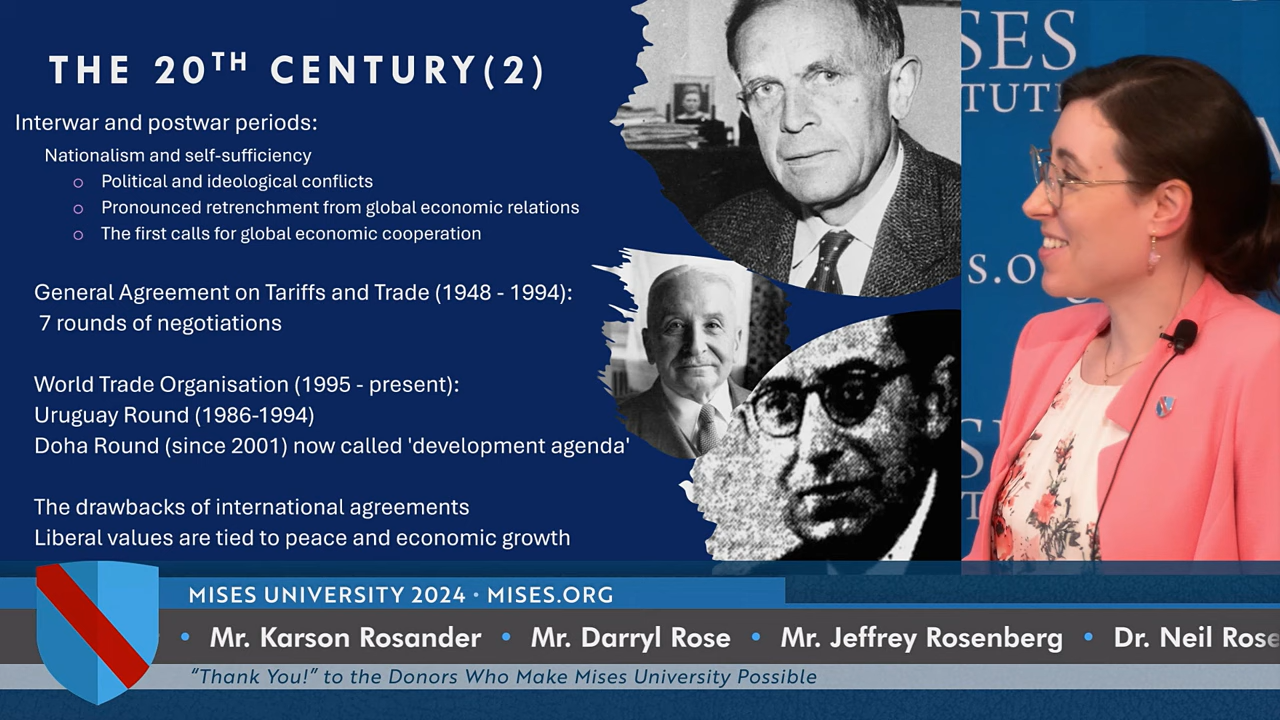 THE 20TH CENTURY(2)
Interwar and postwar periods:
Nationalism and self-sufficiency
Political and ideological conflicts
Pronounced retrenchment from global economic relations
The first calls for global economic cooperation
General Agreement on Tariffs and Trade (1948 - 1994):
7 rounds of negotiations
World Trade Organisation (1995 - present):
Uruguay Round (1986-1994)
Doha Round (since 2001) now called 'development agenda'
The drawbacks of international agreements
Liberal values are tied to peace and economic growth
SES
TUT
s.o
MISES UNIVERSITY 2024 • MISES.ORG
• Mr. Karson Rosander • Mr. Darryl Rose • Mr. Jeffrey Rosenberg • Dr. Neil Rose
“Thank You!” to the Donors Who Make Mises University Possible